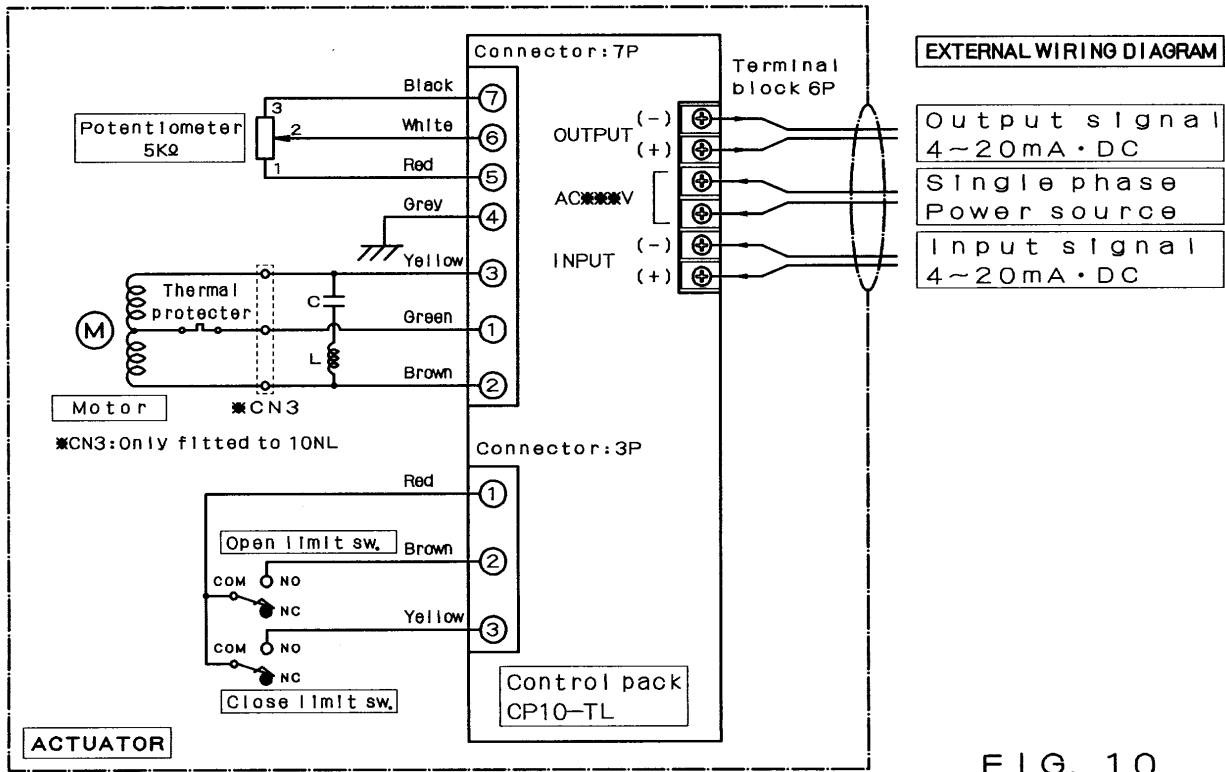 Connector:7P
EXTERNAL WIRING DIAGRAM
Terminal
block 6P
Black
7
3
Potentiometer
5KΩ
2
White
6
1
Red
5
Grey
4
Yellow
3
OUTPUT
(-)
(+)
AC※※※V
INPUT
(-)
(+)
Output signal
4~20mA・DC
Single phase
Power source
Input signal
4~20mA・DC
Thermal
protecter
C
M
Green
1
L
Brown
2
Motor
※CN3
※CN3:Only fitted to 10NL
Connector:3P
Red
1
Open limit sw.
Brown
2
COM
NO
NC
Yellow
3
COM
NO
NC
Close limit sw.
Control pack
CP10-TL
ACTUATOR
FIG. 10